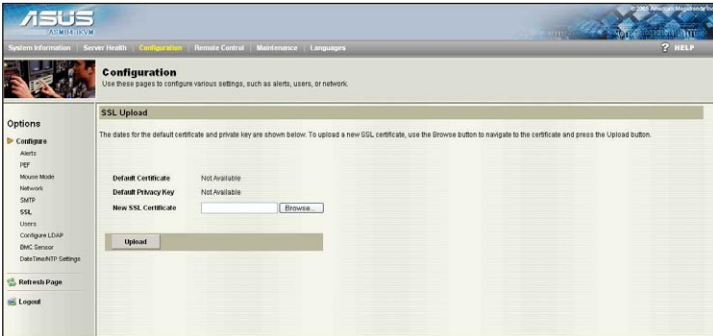 ASUS
ASMB4-iKVM
System Information Server Health Configuration Remote Control Maintenance Languages
? HELP
Configuration
Use these pages to configure various settings, such as alerts, users, or network.
SSL Upload
The dates for the default certificate and private key are shown below. To upload a new SSL certificate, use the Browse button to navigate to the certificate and press the Upload button.
Options
Configure
Alerts
PEF
Mouse Mode
Network
SMTP
SSL
Users
Configure LDAP
BMC Sensor
Date Time/NTP Settings
Refresh Page
Logout
Default Certificate Not Available
Default Privacy Key Not Available
New SSL Certificate Browse...
Upload